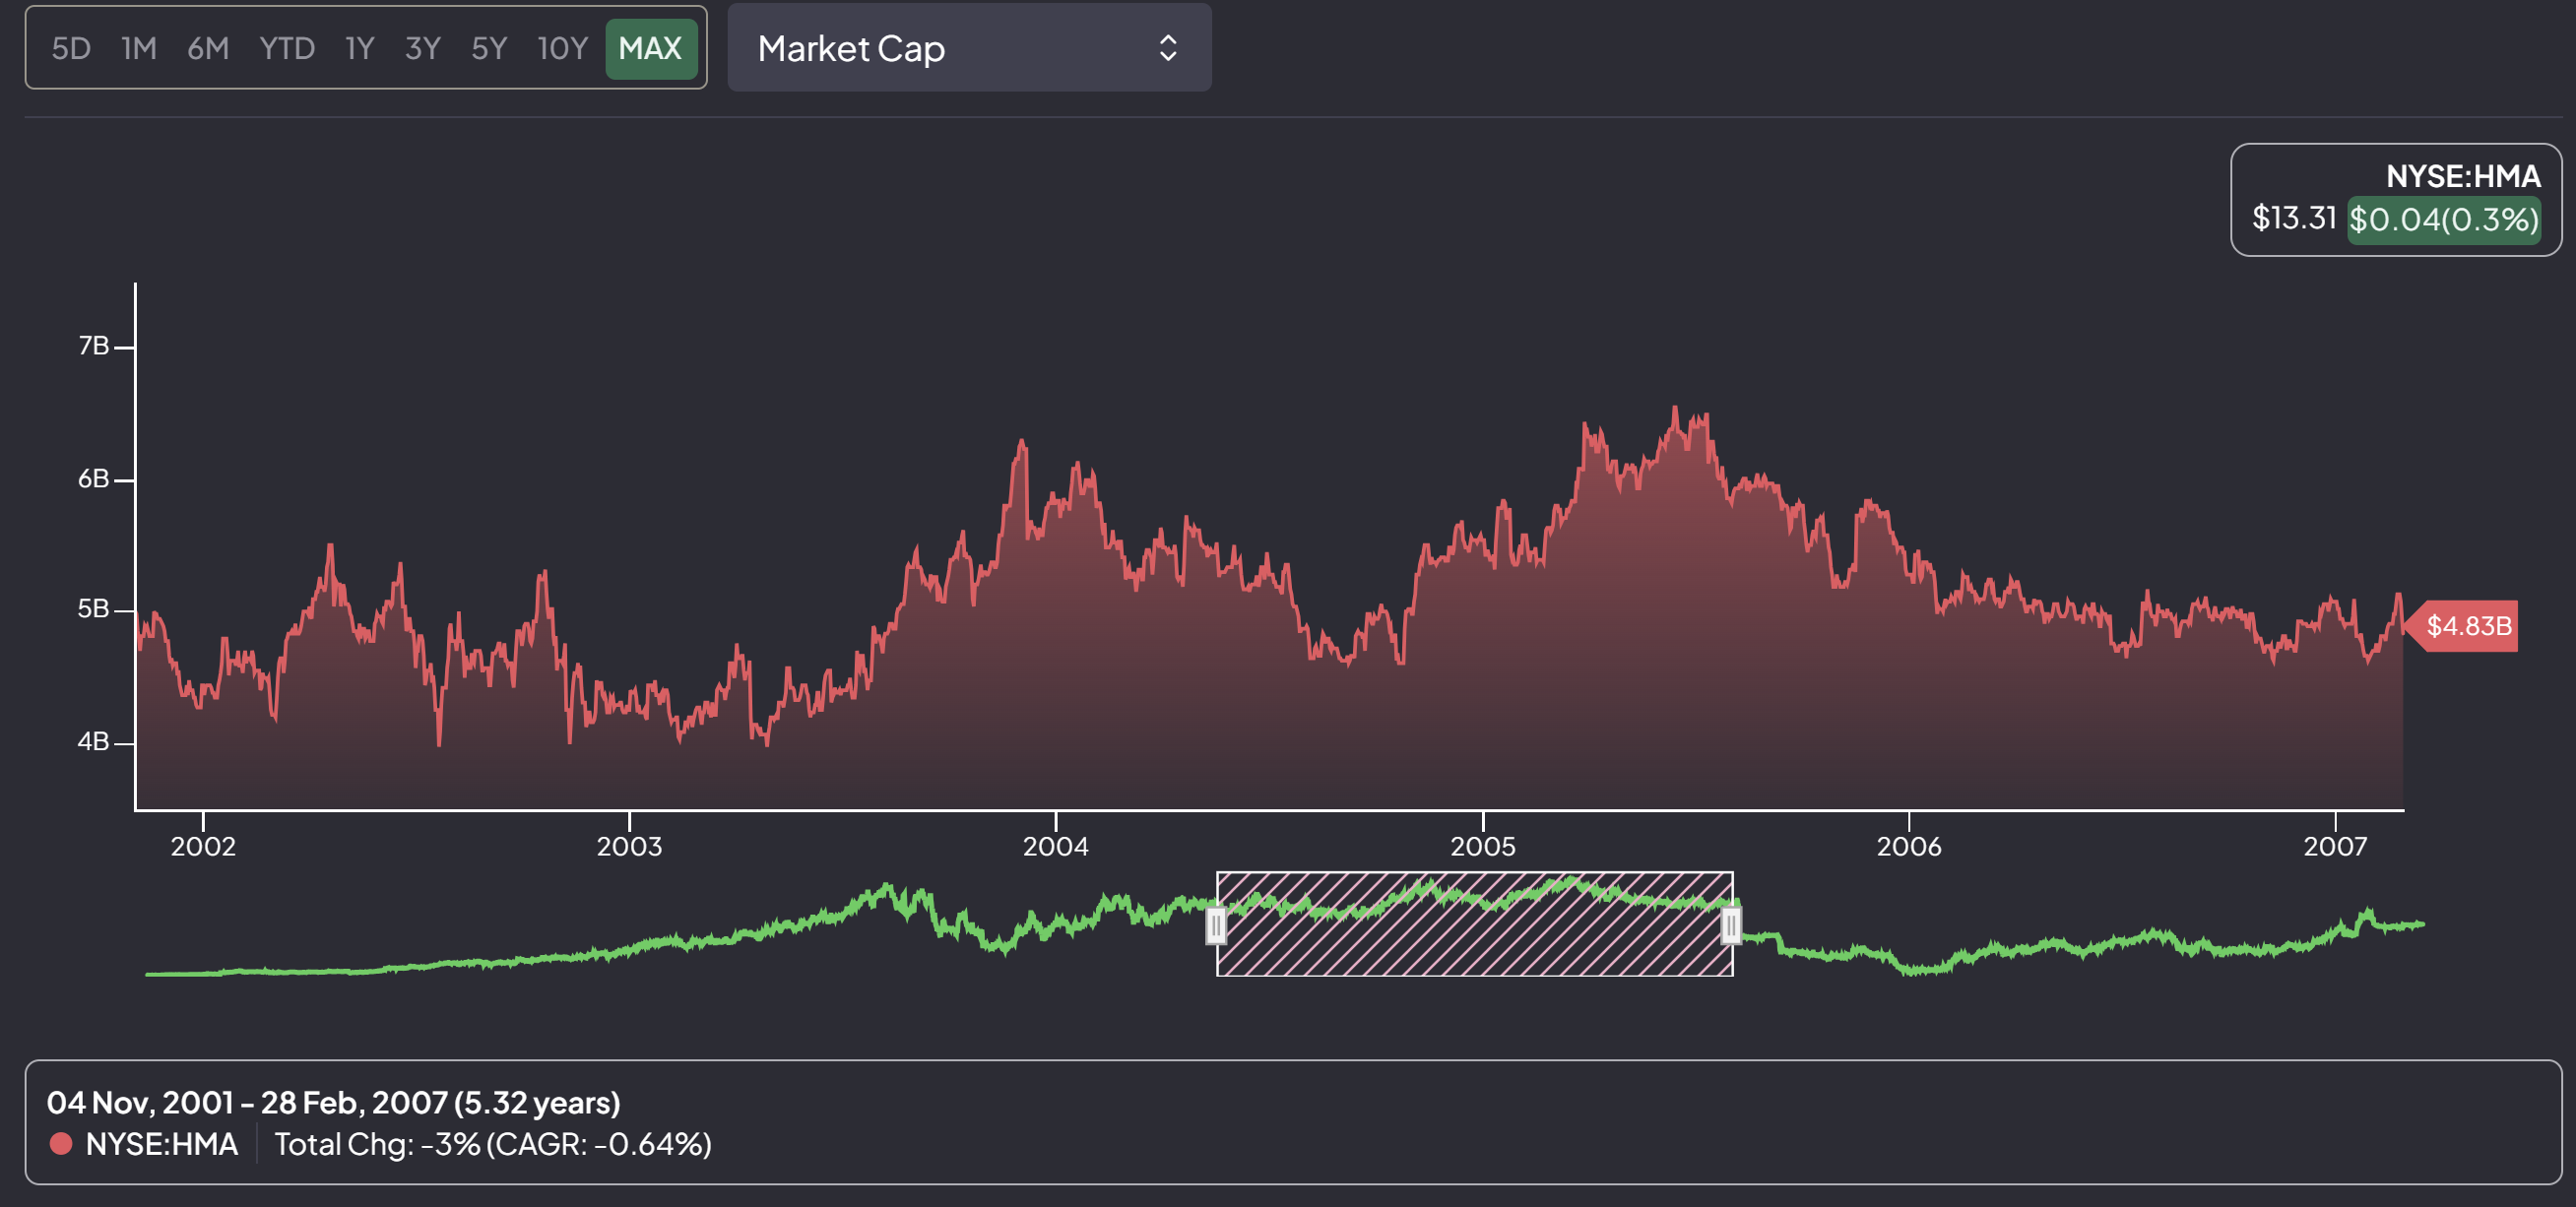 5D 1M 6M YTD 1Y 3Y 5Y 10Y MAX Market Cap
NYSE:HMA
$13.31 $0.04(0.3%)
7B
6B
5B
4B
$4.83B
2002 2003 2004 2005 2006 2007
04 Nov, 2001 - 28 Feb, 2007 (5.32 years)
NYSE:HMA Total Chg: -3% (CAGR: -0.64%)